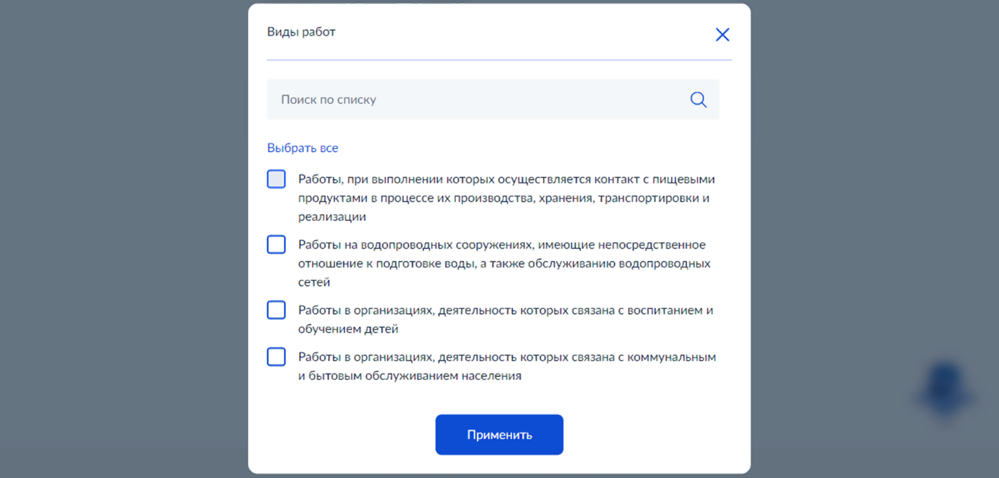 Виды работ
Поиск по списку
Выбрать все
Работы, при выполнении которых осуществляется контакт с пищевыми
продуктами в процессе их производства, хранения, транспортировки и
реализации
Работы на водопроводных сооружениях, имеющие непосредственное
отношение к подготовке воды, а также обслуживанию водопроводных
сетей
Работы в организациях, деятельность которых связана с воспитанием и
обучением детей
Работы в организациях, деятельность которых связана с коммунальным
и бытовым обслуживанием населения
Применить